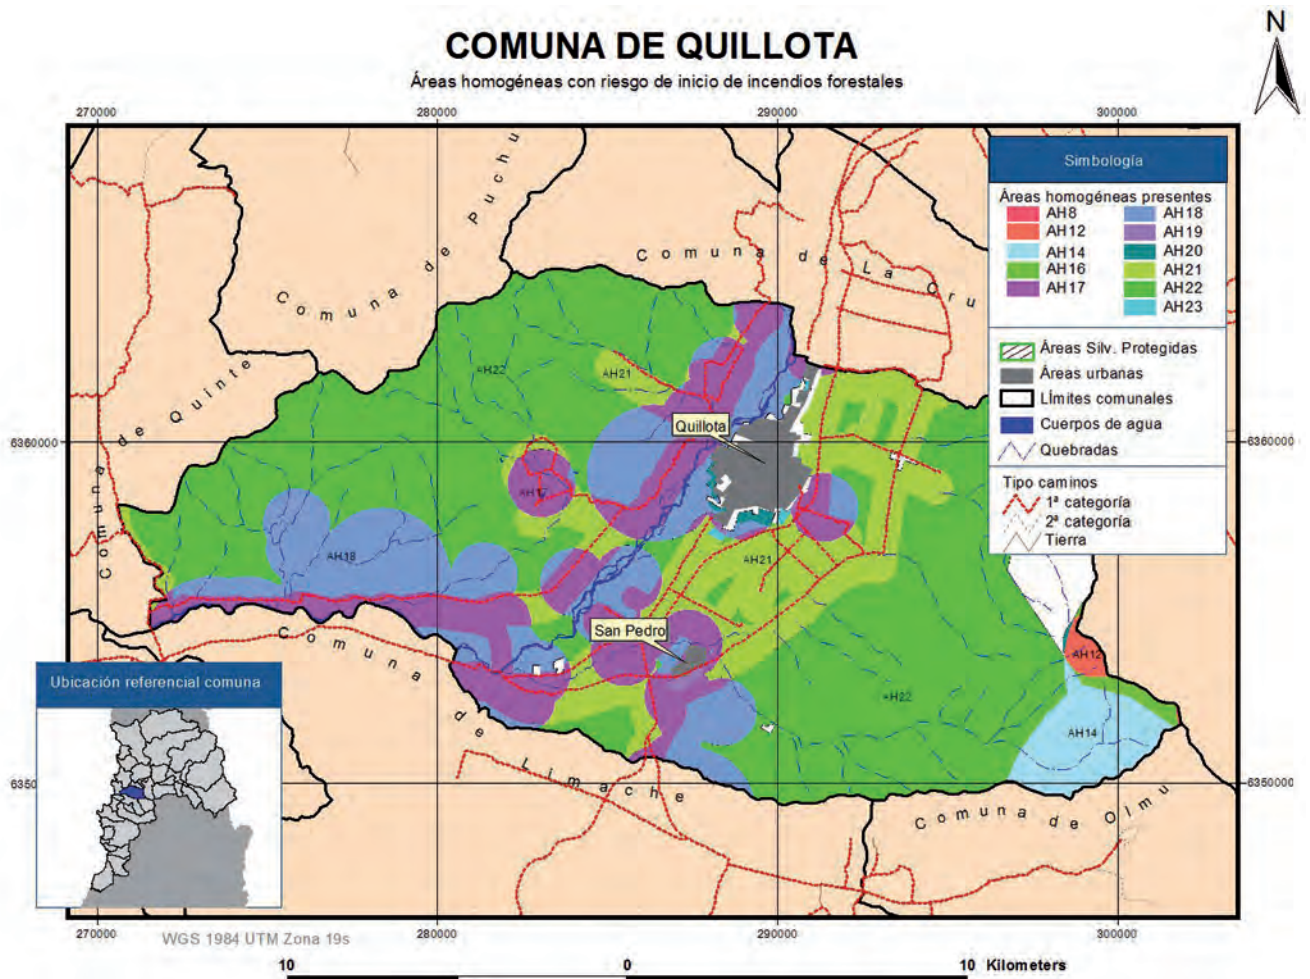 COMUNA DE QUILLOTA
Áreas homogéneas con riesgo de inicio de incendios forestales
N
270000
280000
290000
300000
Simbología
Áreas homogéneas presentes
AH8
AH12
AH14
AH16
AH17
AH18
AH19
AH20
AH21
AH22
AH23
Áreas Silv. Protegidas
Áreas urbanas
Límites comunales
Cuerpos de agua
Quebradas
Tipo caminos
1ª categoría
2ª categoría
Tierra
Comuna de Puchu
Comuna de La Cru
Comuna de Quinte
AH22
AH21
6360000
6360000
Quillota
AH17
AH18
AH21
San Pedro
AH12
AH22
AH14
Comuna de Limache
Comuna de Olmu
6350000
Ubicación referencial comuna
270000
280000
290000
300000
WGS 1984 UTM Zona 19s
10
0
10 Kilometers